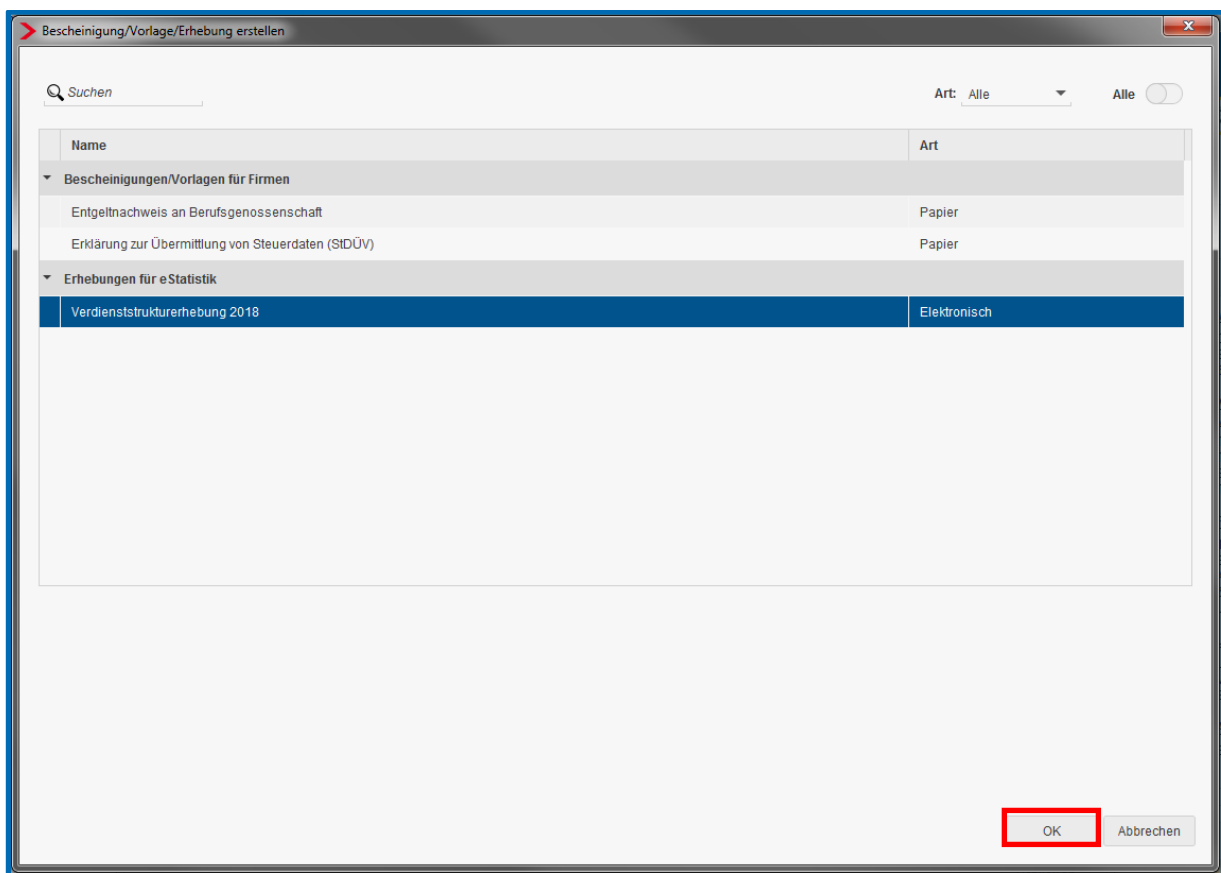 Bescheinigung/Vorlage/Erhebung erstellen
Suchen Art: Alle Alle
Name Art
Bescheinigungen/Vorlagen für Firmen
Entgeltnachweis an Berufsgenossenschaft Papier
Erklärung zur Übermittlung von Steuerdaten (StDÜV) Papier
Erhebungen für eStatistik
Verdienststrukturerhebung 2018 Elektronisch
OK Abbrechen